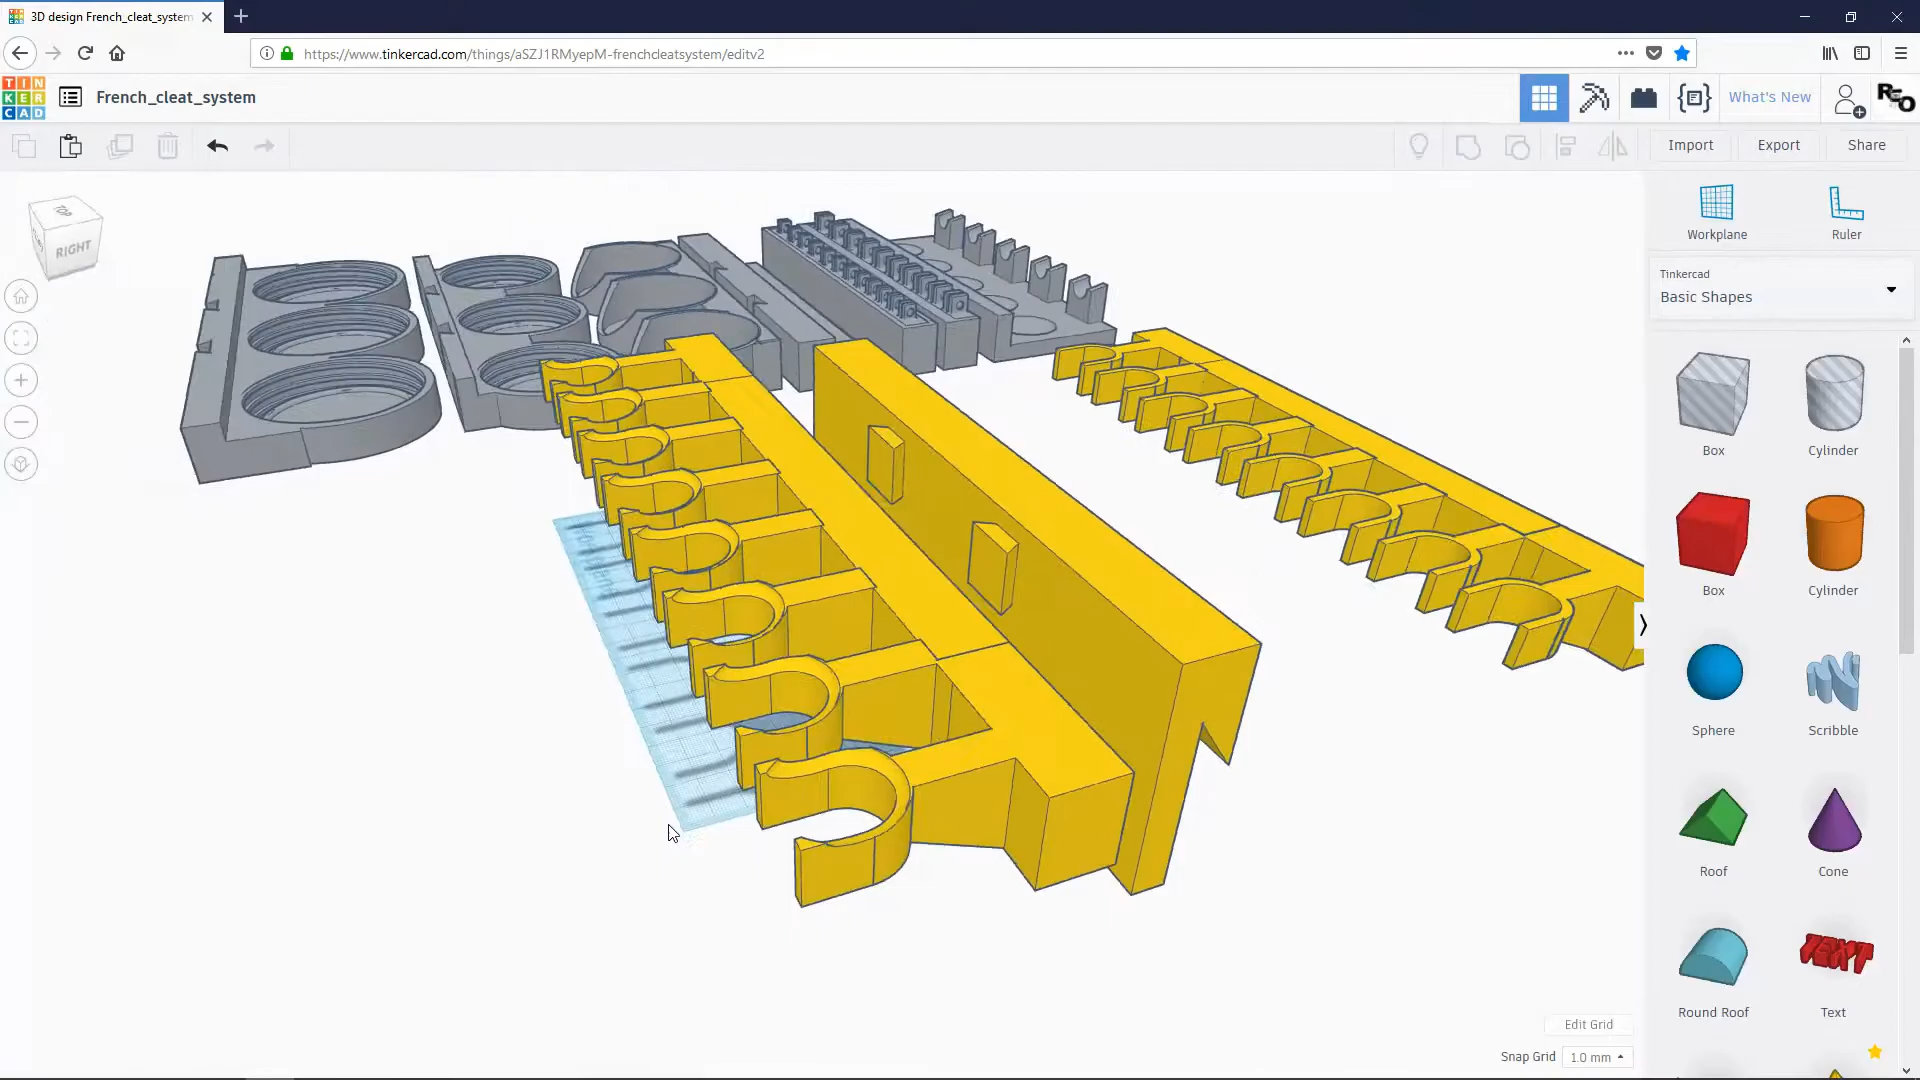 3D design French_cleat_system
https://www.tinkercad.com/things/aSZJ1RMyepM-frenchcleatsystem/editv2
TIN
KER
CAD
French_cleat_system
What's New
Import
Export
Share
TOP
RIGHT
Workplane
Ruler
Tinkercad
Basic Shapes
Box
Cylinder
Box
Cylinder
Sphere
Scribble
Roof
Cone
TEXT
Round Roof
Text
Edit Grid
Snap Grid
1.0 mm